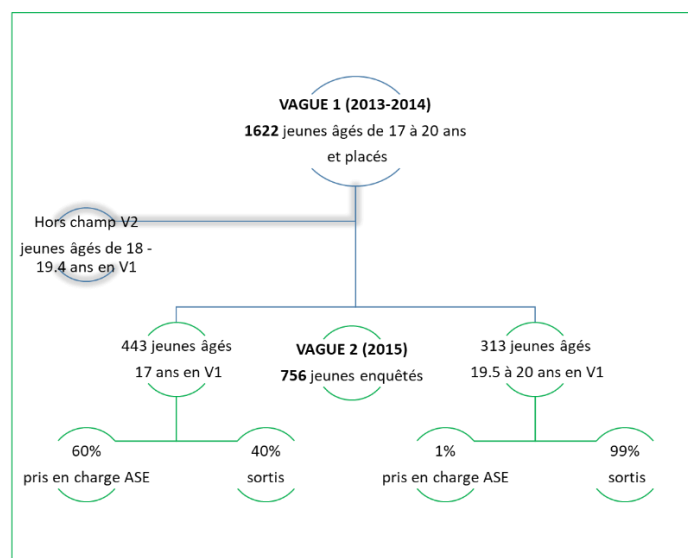 VAGUE 1 (2013-2014)
1622 jeunes âgés de 17 à 20 ans
et placés
Hors champ V2
jeunes âgés de 18 -
19.4 ans en V1
443 jeunes âgés
17 ans en V1
VAGUE 2 (2015)
756 jeunes enquêtés
313 jeunes âgés
19.5 à 20 ans en V1
60%
pris en charge ASE
40%
sortis
1%
pris en charge ASE
99%
sortis